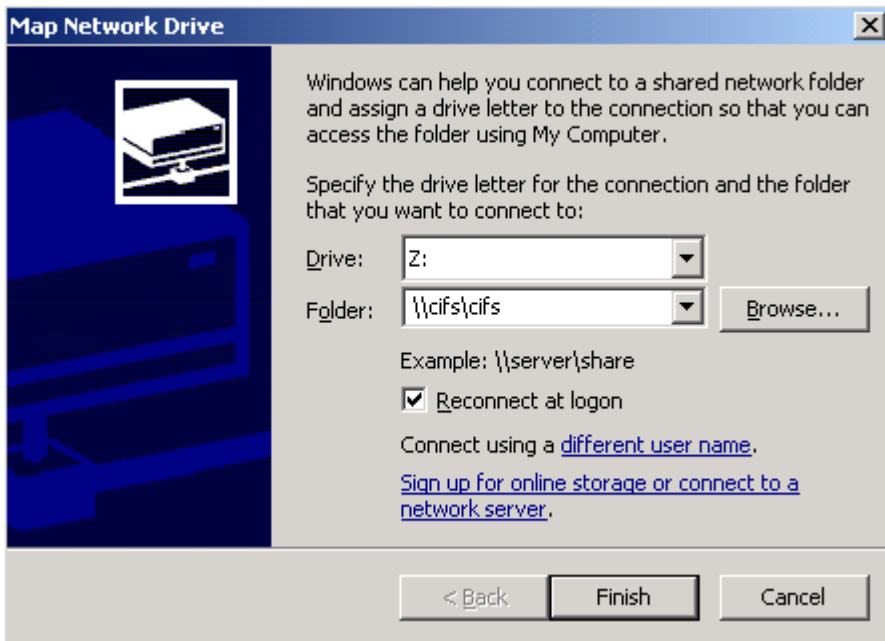 Map Network Drive
Windows can help you connect to a shared network folder
and assign a drive letter to the connection so that you can
access the folder using My Computer.
Specify the drive letter for the connection and the folder
that you want to connect to:
Drive: Z:
Folder: \\cifs\cifs Browse...
Example: \\server\share
Reconnect at logon
Connect using a different user name.
Sign up for online storage or connect to a
network server.
< Back Finish Cancel